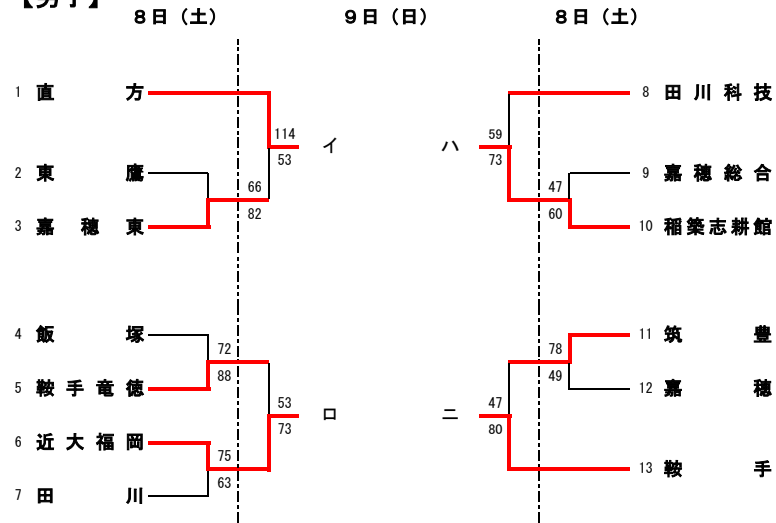 【男子】
8日（土） 9日（日） 8日（土）
1 直方
2 東鷹
3 嘉穂東
66
82
114
53
イ
4 飯塚
5 鞍手竜徳
72
88
6 近大福岡
7 田川
75
63
53
73
ロ
8 田川科技
9 嘉穂総合
10 稲築志耕館
47
60
59
73
ハ
11 筑豊
12 嘉穂
78
49
13 鞍手
47
80
ニ